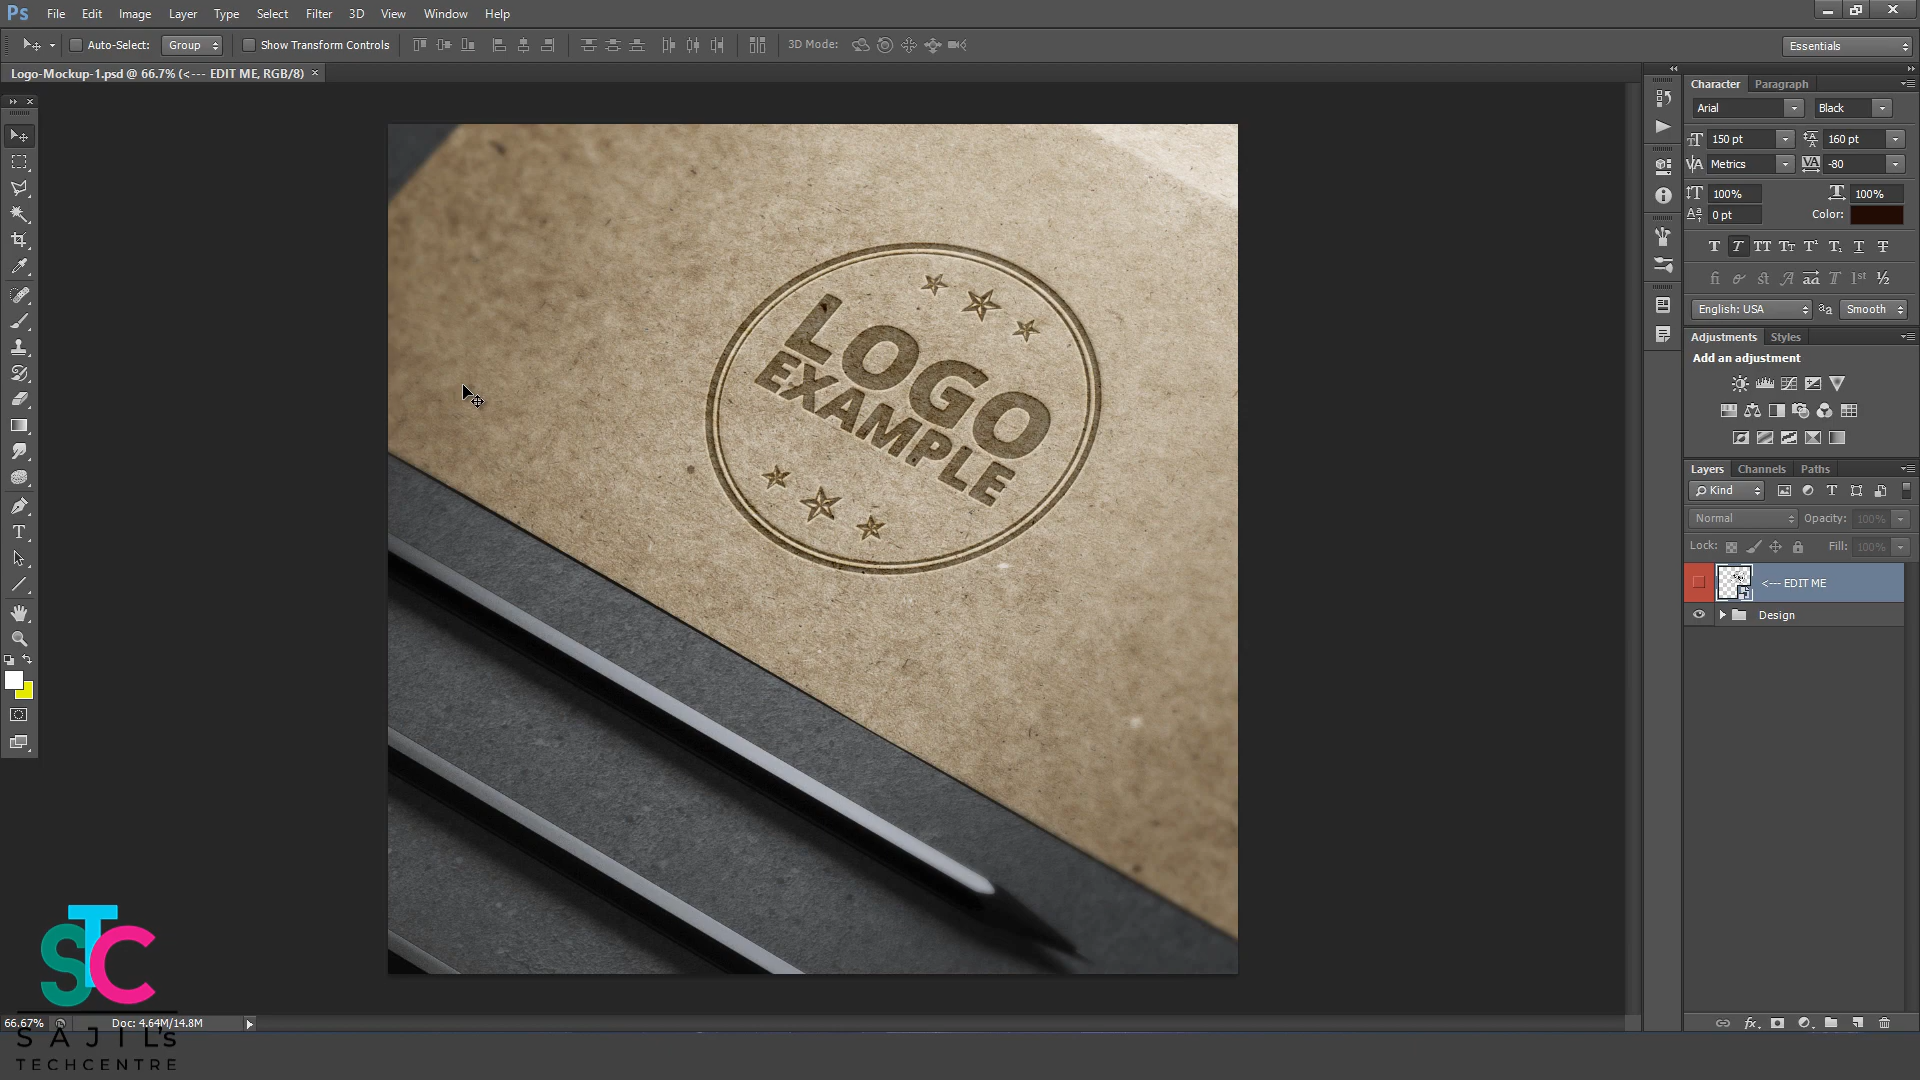 Ps File Edit Image Layer Type Select Filter 3D View Window Help
Auto-Select: Group Show Transform Controls 3D Mode: Essentials
Logo-Mockup-1.psd @ 66.7% (<--- EDIT ME, RGB/8) ×
Character Paragraph
Arial Black
150 pt 160 pt
Metrics -80
100% 100%
0 pt Color:
English: USA Smooth
Adjustments Styles
Add an adjustment
Layers Channels Paths
Kind
Normal Opacity: 100%
Lock: Fill: 100%
<--- EDIT ME
Design
LOGO
EXAMPLE
66.67% Doc: 4.64M/14.8M
STC
SAJIL's
TECHCENTRE